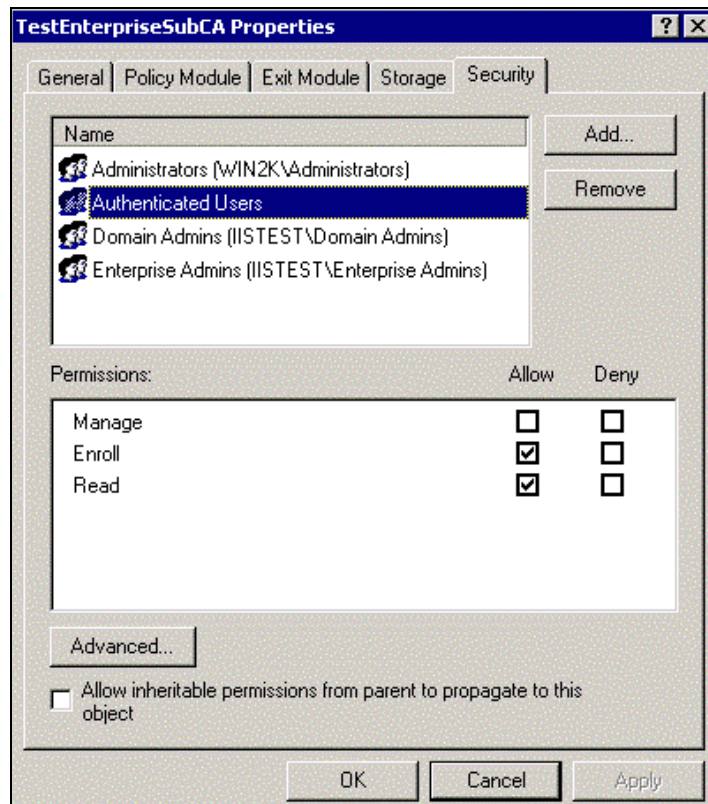 TestEnterpriseSubCA Properties
General Policy Module Exit Module Storage Security
Name
Add...
Administrators (WIN2K\Administrators)
Remove
Authenticated Users
Domain Admins (IISTEST\Domain Admins)
Enterprise Admins (IISTEST\Enterprise Admins)
Permissions: Allow Deny
Manage
Enroll
Read
Advanced...
Allow inheritable permissions from parent to propagate to this
object
OK Cancel Apply